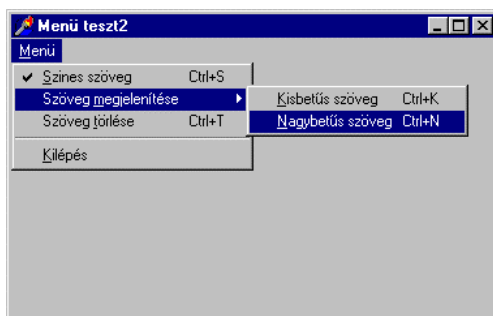 Menü teszt2
Menü
Szines szöveg Ctrl+S
Szöveg megjelenítése
Szöveg törlése Ctrl+T
Kilépés
Kisbetűs szöveg Ctrl+K
Nagybetűs szöveg Ctrl+N